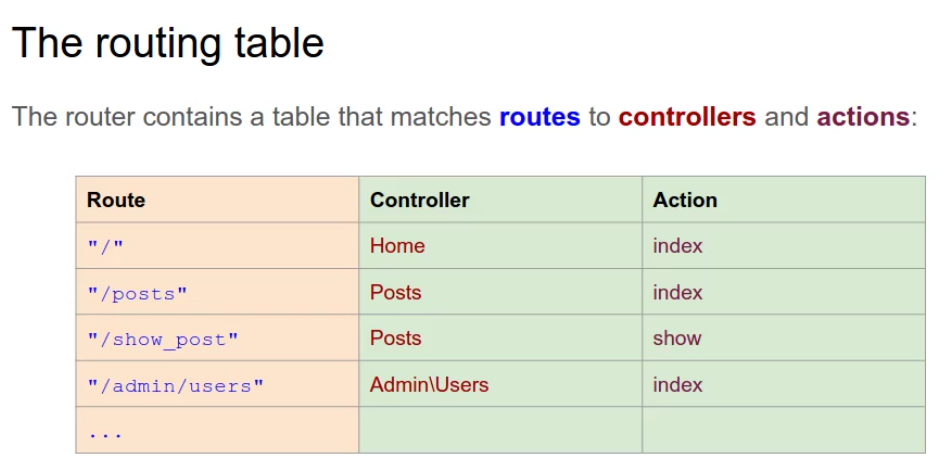 The routing table
The router contains a table that matches routes to controllers and actions:
Route Controller Action
"/" Home index
"/posts" Posts index
"/show_post" Posts show
"/admin/users" Admin\Users index
...